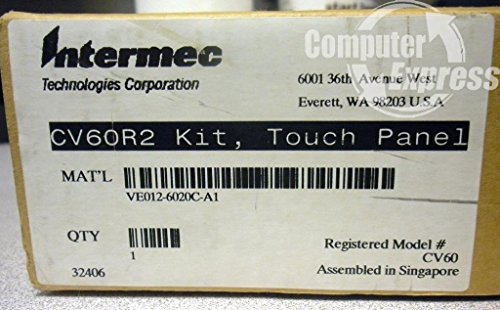 Computer
Express
Intermec
Technologies Corporation
6001 36th Avenue West
Everett, WA 98203 U.S.A
CV60R2 Kit, Touch Panel
MAT'L
VE012-6020C-A1
QTY
1
32406
Registered Model #
CV60
Assembled in Singapore